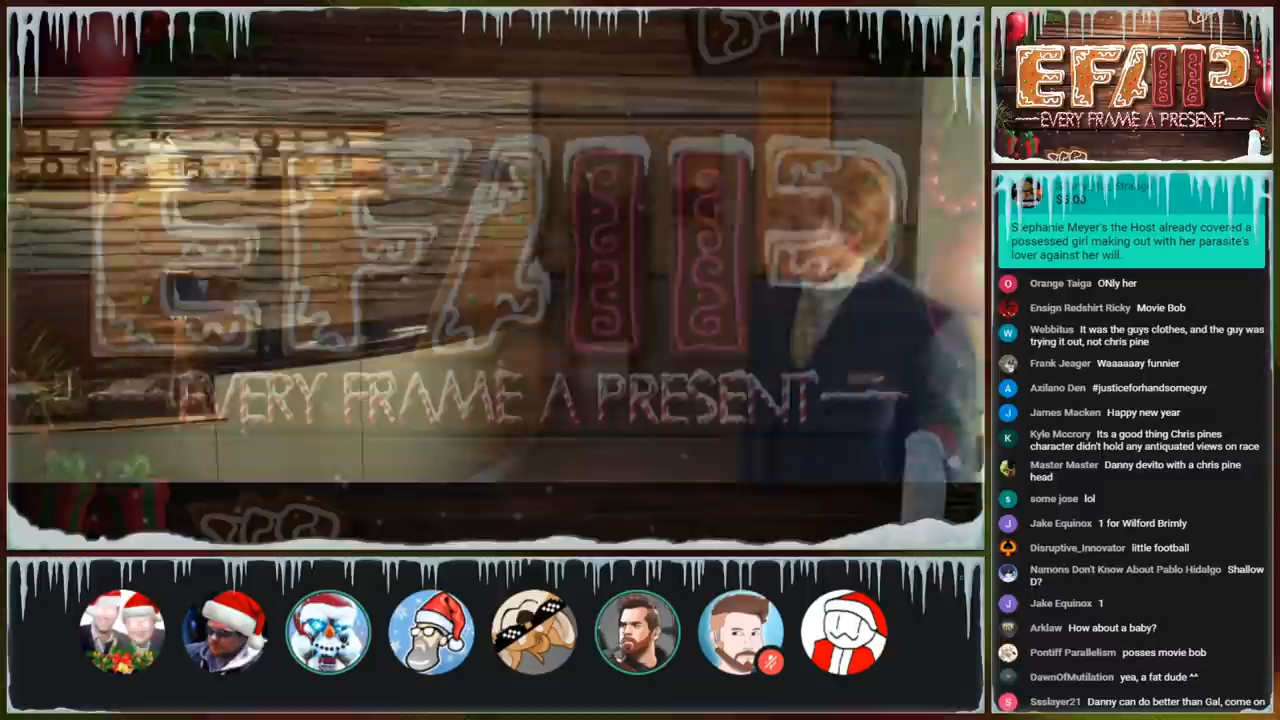 EFAP
EVERY FRAME A PRESENT
EFAP
EVERY FRAME A PRESENT
$5.00
Stephanie Meyer's the Host already covered a
possessed girl making out with her parasite's
lover against her will.
O Orange Taiga ONly her
Ensign Redshirt Ricky Movie Bob
W Webbitus It was the guys clothes, and the guy was
trying it out, not chris pine
Frank Jeager Waaaaaay funnier
A Axilano Den #justiceforhandsomeguy
J James Macken Happy new year
K Kyle Mccrory Its a good thing Chris pines
character didn't hold any antiquated views on race
Master Master Danny devito with a chris pine
head
s some jose lol
J Jake Equinox 1 for Wilford Brimly
Disruptive_Innovator little football
Namons Don't Know About Pablo Hidalgo Shallow
D?
J Jake Equinox 1
Arklaw How about a baby?
Pontiff Parallelism posses movie bob
DawnOfMutilation yea, a fat dude ^^
S Ssslayer21 Danny can do better than Gal, come on